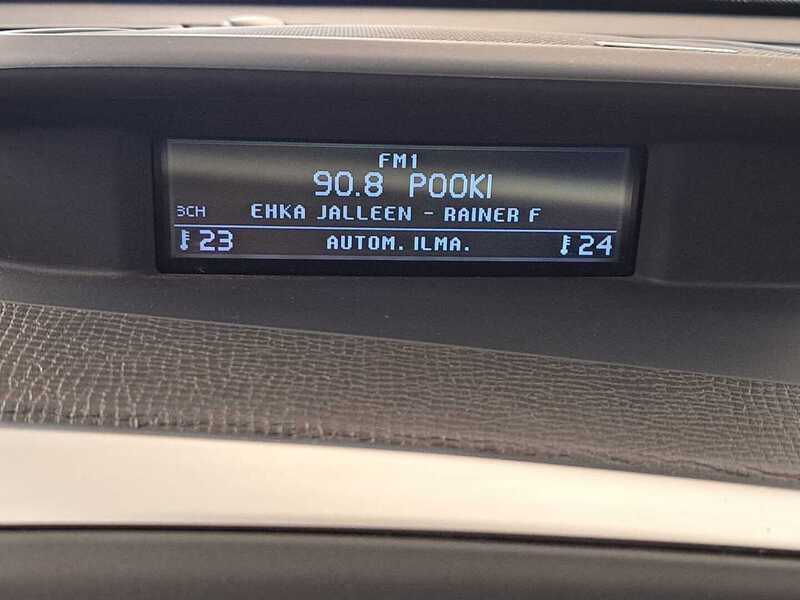 FM1
90.8 POOKI
3CH EHKA JALLEEN - RAINER F
23 AUTOM. ILMA. 24